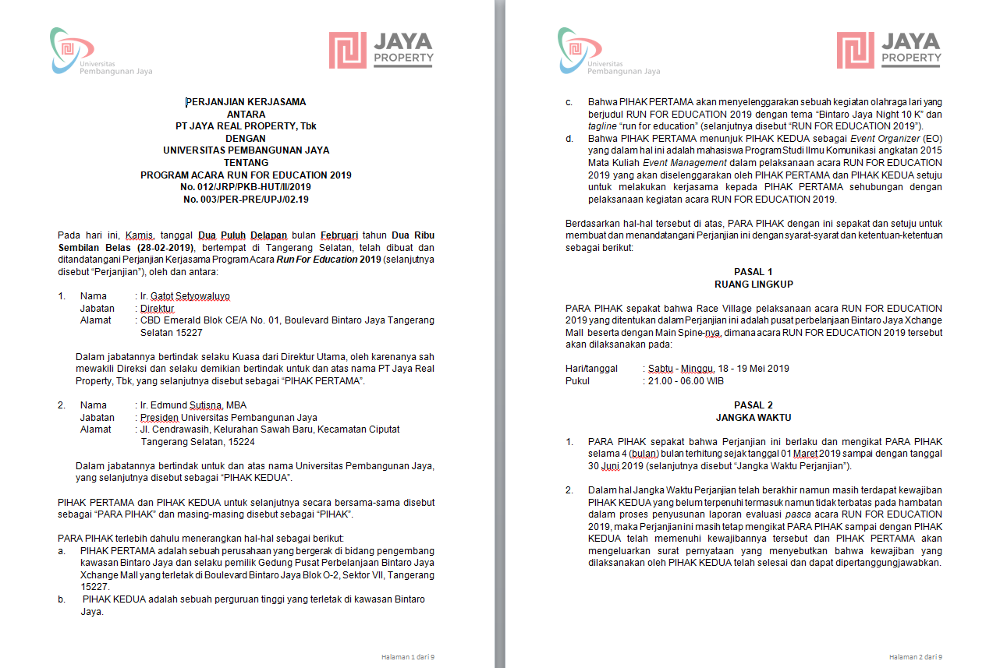 Universitas
Pembangunan Jaya
JAYA
PROPERTY
PERJANJIAN KERJASAMA
ANTARA
PT JAYA REAL PROPERTY, Tbk
DENGAN
UNIVERSITAS PEMBANGUNAN JAYA
TENTANG
PROGRAM ACARA RUN FOR EDUCATION 2019
No. 012/JRP/PKB-HUT/II/2019
No. 003/PER-PRE/UPJ/02.19
Pada hari ini, Kamis, tanggal Dua Puluh Delapan bulan Februari tahun Dua Ribu
Sembilan Belas (28-02-2019), bertempat di Tangerang Selatan, telah dibuat dan
ditandatangani Perjanjian Kerjasama Program Acara Run For Education 2019 (selanjutnya
disebut “Perjanjian”), oleh dan antara:
1. Nama : Ir. Gatot Setyowaluyo
Jabatan : Direktur
Alamat : CBD Emerald Blok CE/A No. 01, Boulevard Bintaro Jaya Tangerang
Selatan 15227
Dalam jabatannya bertindak selaku Kuasa dari Direktur Utama, oleh karenanya sah
mewakili Direksi dan selaku demikian bertindak untuk dan atas nama PT Jaya Real
Property, Tbk, yang selanjutnya disebut sebagai “PIHAK PERTAMA”.
2. Nama : Ir. Edmund Sutisna, MBA
Jabatan : Presiden Universitas Pembangunan Jaya
Alamat : Jl. Cendrawasih, Kelurahan Sawah Baru, Kecamatan Ciputat
Tangerang Selatan, 15224
Dalam jabatannya bertindak untuk dan atas nama Universitas Pembangunan Jaya,
yang selanjutnya disebut sebagai “PIHAK KEDUA”.
PIHAK PERTAMA dan PIHAK KEDUA untuk selanjutnya secara bersama-sama disebut
sebagai “PARA PIHAK” dan masing-masing disebut sebagai “PIHAK”.
PARA PIHAK terlebih dahulu menerangkan hal-hal sebagai berikut:
a. PIHAK PERTAMA adalah sebuah perusahaan yang bergerak di bidang pengembang
kawasan Bintaro Jaya dan selaku pemilik Gedung Pusat Perbelanjaan Bintaro Jaya
Xchange Mall yang terletak di Boulevard Bintaro Jaya Blok O-2, Sektor VII, Tangerang
15227.
b. PIHAK KEDUA adalah sebuah perguruan tinggi yang terletak di kawasan Bintaro
Jaya.
Halaman 1 dari 9
Universitas
Pembangunan Jaya
JAYA
PROPERTY
c. Bahwa PIHAK PERTAMA akan menyelenggarakan sebuah kegiatan olahraga lari yang
berjudul RUN FOR EDUCATION 2019 dengan tema “Bintaro Jaya Night 10 K” dan
tagline “run for education” (selanjutnya disebut “RUN FOR EDUCATION 2019”).
d. Bahwa PIHAK PERTAMA menunjuk PIHAK KEDUA sebagai Event Organizer (EO)
yang dalam hal ini adalah mahasiswa Program Studi Ilmu Komunikasi angkatan 2015
Mata Kuliah Event Management dalam pelaksanaan acara RUN FOR EDUCATION
2019 yang akan diselenggarakan oleh PIHAK PERTAMA dan PIHAK KEDUA setuju
untuk melakukan kerjasama kepada PIHAK PERTAMA sehubungan dengan
pelaksanaan kegiatan acara RUN FOR EDUCATION 2019.
Berdasarkan hal-hal tersebut di atas, PARA PIHAK dengan ini sepakat dan setuju untuk
membuat dan menandatangani Perjanjian ini dengan syarat-syarat dan ketentuan-ketentuan
sebagai berikut:
PASAL 1
RUANG LINGKUP
PARA PIHAK sepakat bahwa Race Village pelaksanaan acara RUN FOR EDUCATION
2019 yang ditentukan dalam Perjanjian ini adalah pusat perbelanjaan Bintaro Jaya Xchange
Mall beserta dengan Main Spine-nya, dimana acara RUN FOR EDUCATION 2019 tersebut
akan dilaksanakan pada:
Hari/tanggal : Sabtu - Minggu, 18 - 19 Mei 2019
Pukul : 21.00 - 06.00 WIB
PASAL 2
JANGKA WAKTU
1. PARA PIHAK sepakat bahwa Perjanjian ini berlaku dan mengikat PARA PIHAK
selama 4 (bulan) bulan terhitung sejak tanggal 01 Maret 2019 sampai dengan tanggal
30 Juni 2019 (selanjutnya disebut “Jangka Waktu Perjanjian”).
2. Dalam hal Jangka Waktu Perjanjian telah berakhir namun masih terdapat kewajiban
PIHAK KEDUA yang belum terpenuhi termasuk namun tidak terbatas pada hambatan
dalam proses penyusunan laporan evaluasi pasca acara RUN FOR EDUCATION
2019, maka Perjanjian ini masih tetap mengikat PARA PIHAK sampai dengan PIHAK
KEDUA telah memenuhi kewajibannya tersebut dan PIHAK PERTAMA akan
mengeluarkan surat pernyataan yang menyebutkan bahwa kewajiban yang
dilaksanakan oleh PIHAK KEDUA telah selesai dan dapat dipertanggungjawabkan.
Halaman 2 dari 9